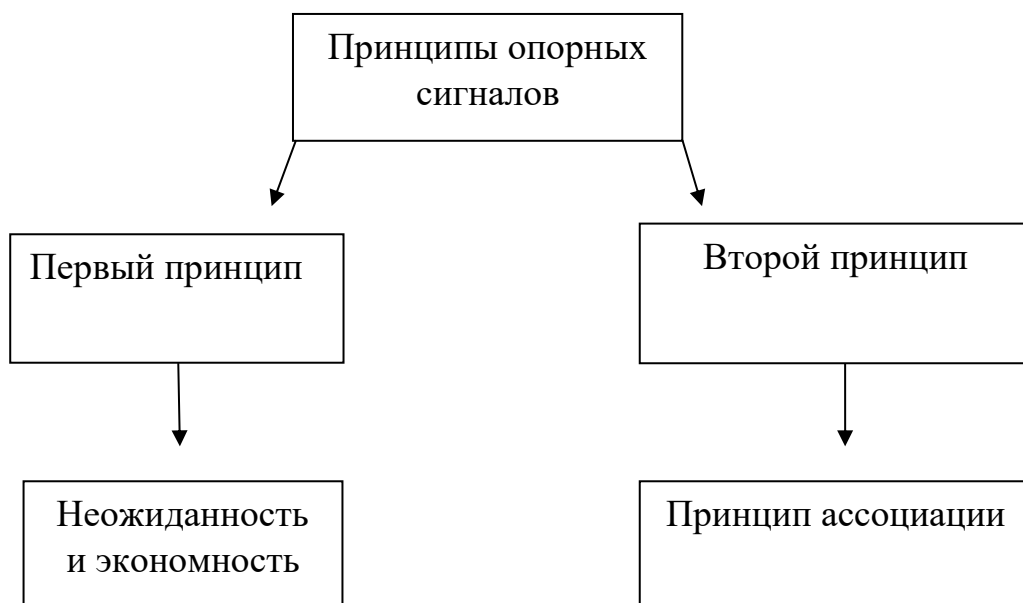 Принципы опорных
сигналов
Первый принцип
Второй принцип
Неожиданность
и экономность
Принцип ассоциации